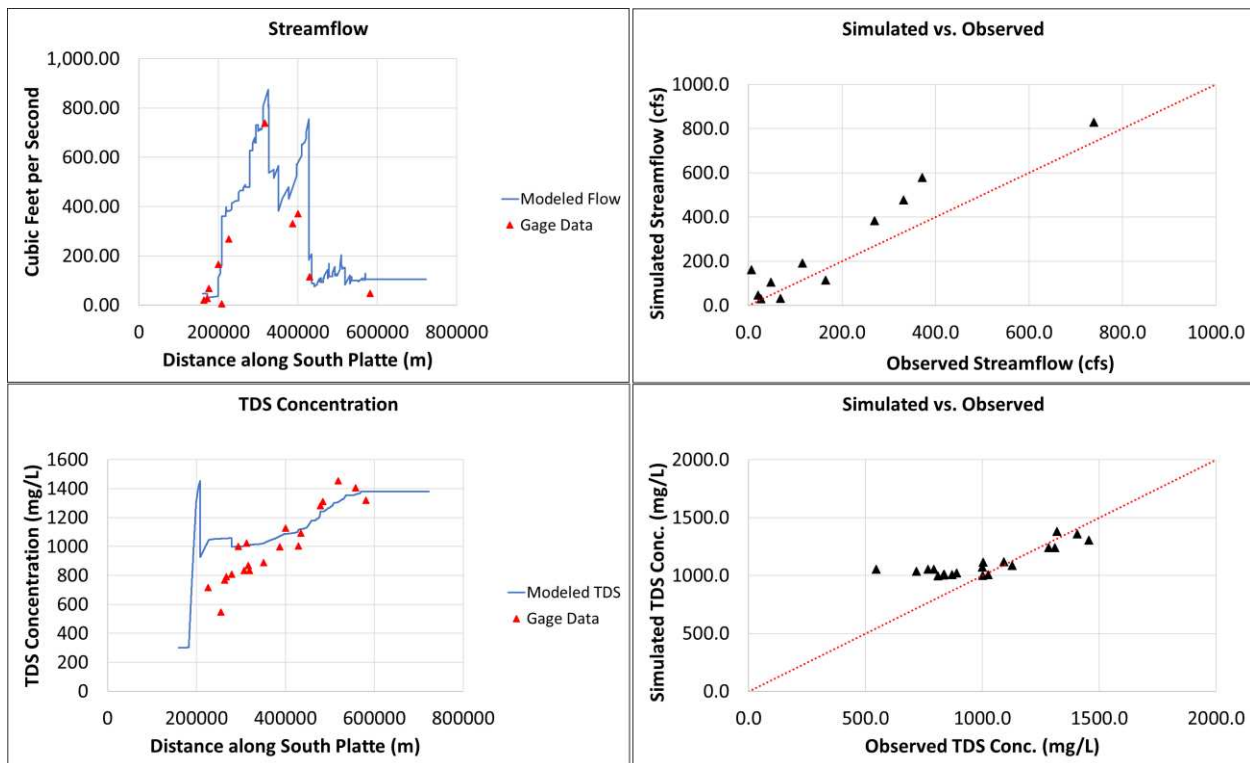 Streamflow
1,000.00
800.00
600.00
400.00
200.00
0.00
Cubic Feet per Second
0
200000
400000
600000
800000
Distance along South Platte (m)
Modeled Flow
Gage Data
Simulated vs. Observed
1000.0
800.0
600.0
400.0
200.0
0.0
Simulated Streamflow (cfs)
0.0
200.0
400.0
600.0
800.0
1000.0
Observed Streamflow (cfs)
TDS Concentration
1600
1400
1200
1000
800
600
400
200
0
TDS Concentration (mg/L)
0
200000
400000
600000
800000
Distance along South Platte (m)
Modeled TDS
Gage Data
Simulated vs. Observed
2000.0
1500.0
1000.0
500.0
0.0
Simulated TDS Conc. (mg/L)
0.0
500.0
1000.0
1500.0
2000.0
Observed TDS Conc. (mg/L)